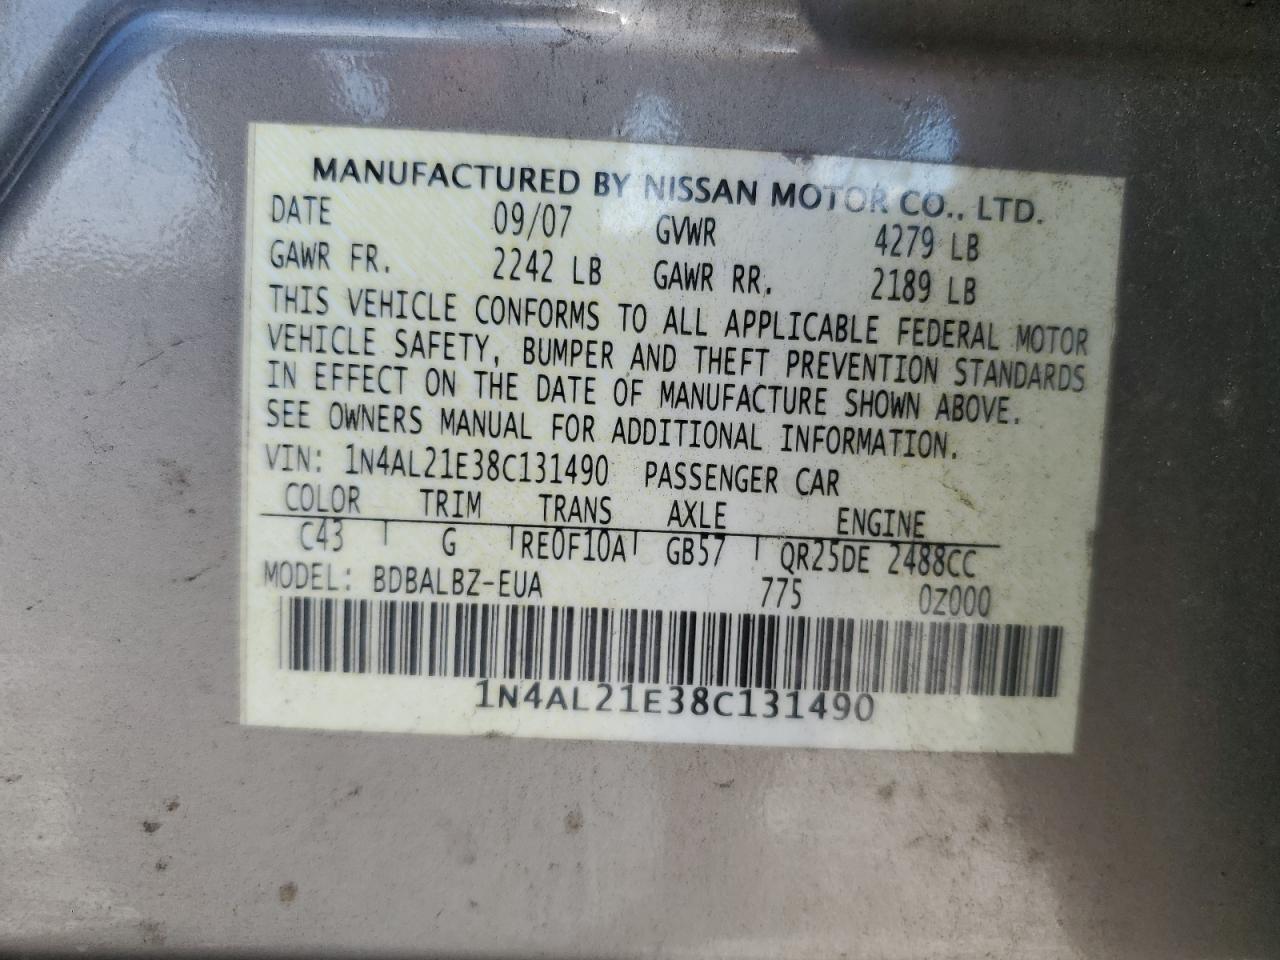 MANUFACTURED BY NISSAN MOTOR CO., LTD.
DATE 09/07 GVWR 4279 LB
GAWR FR. 2242 LB GAWR RR. 2189 LB
THIS VEHICLE CONFORMS TO ALL APPLICABLE FEDERAL MOTOR
VEHICLE SAFETY, BUMPER AND THEFT PREVENTION STANDARDS
IN EFFECT ON THE DATE OF MANUFACTURE SHOWN ABOVE.
SEE OWNERS MANUAL FOR ADDITIONAL INFORMATION.
VIN: 1N4AL21E38C131490 PASSENGER CAR
COLOR TRIM TRANS AXLE ENGINE
C43 G RE0F10A GB57 QR25DE 2488CC
MODEL: BDBALBZ-EUA 775 0Z000
1N4AL21E38C131490